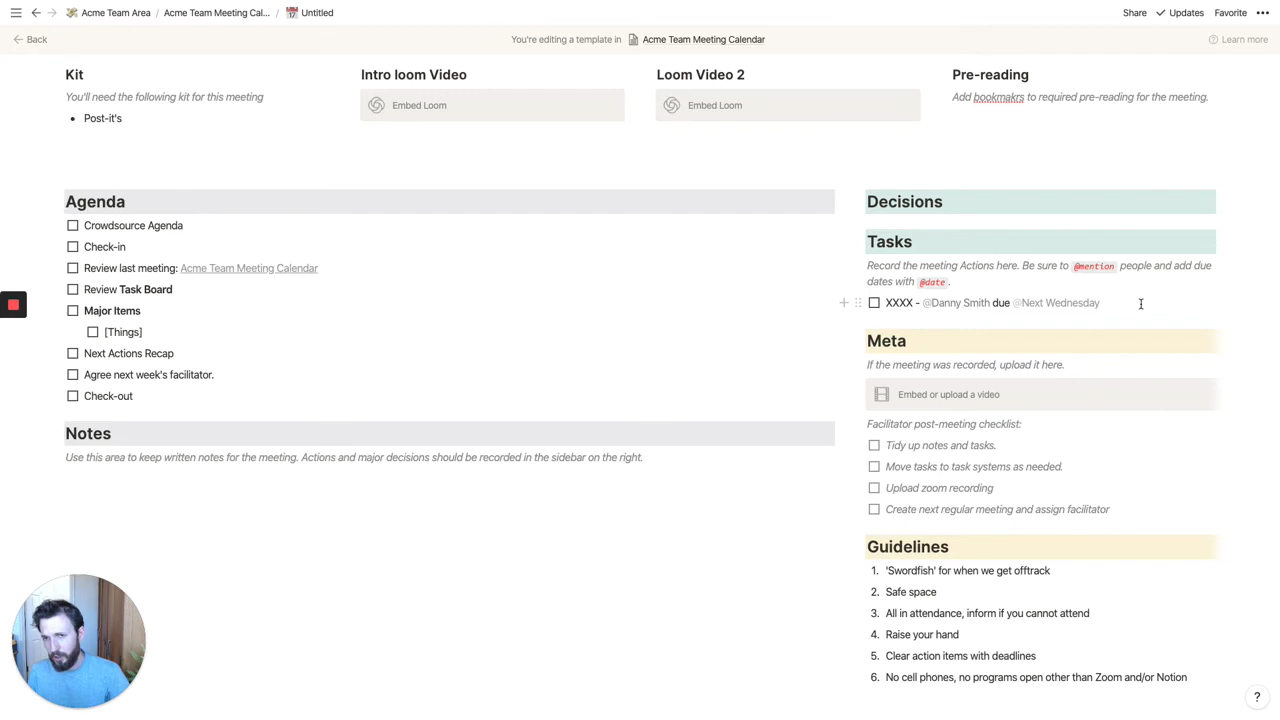 Acme Team Area / Acme Team Meeting Cal... / Untitled
Share Updates Favorite •••
Back
You're editing a template in Acme Team Meeting Calendar
Learn more
Kit
You'll need the following kit for this meeting
• Post-it's
Intro loom Video
Embed Loom
Loom Video 2
Embed Loom
Pre-reading
Add bookmakrs to required pre-reading for the meeting.
Agenda
Crowdsource Agenda
Check-in
Review last meeting: Acme Team Meeting Calendar
Review Task Board
Major Items
[Things]
Next Actions Recap
Agree next week's facilitator.
Check-out
Notes
Use this area to keep written notes for the meeting. Actions and major decisions should be recorded in the sidebar on the right.
Decisions
Tasks
Record the meeting Actions here. Be sure to @mention people and add due
dates with @date.
XXXX - @Danny Smith due @Next Wednesday
Meta
If the meeting was recorded, upload it here.
Embed or upload a video
Facilitator post-meeting checklist:
Tidy up notes and tasks.
Move tasks to task systems as needed.
Upload zoom recording
Create next regular meeting and assign facilitator
Guidelines
1. 'Swordfish' for when we get offtrack
2. Safe space
3. All in attendance, inform if you cannot attend
4. Raise your hand
5. Clear action items with deadlines
6. No cell phones, no programs open other than Zoom and/or Notion
?